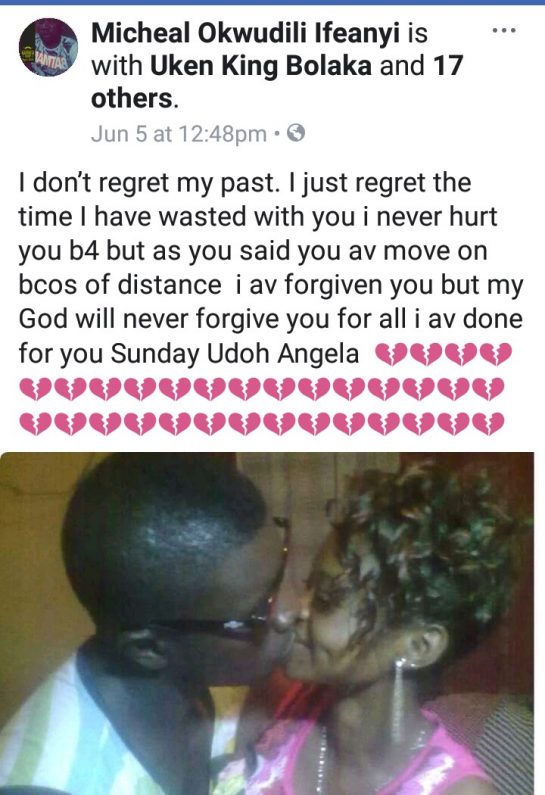 Micheal Okwudili Ifeanyi is
with Uken King Bolaka and 17
others.
Jun 5 at 12:48pm •
I don't regret my past. I just regret the
time I have wasted with you i never hurt
you b4 but as you said you av move on
bcos of distance i av forgiven you but my
God will never forgive you for all i av done
for you Sunday Udoh Angela 💔💔💔💔
💔💔💔💔💔💔💔💔💔💔💔💔💔💔
💔💔💔💔💔💔💔💔💔💔💔💔💔💔